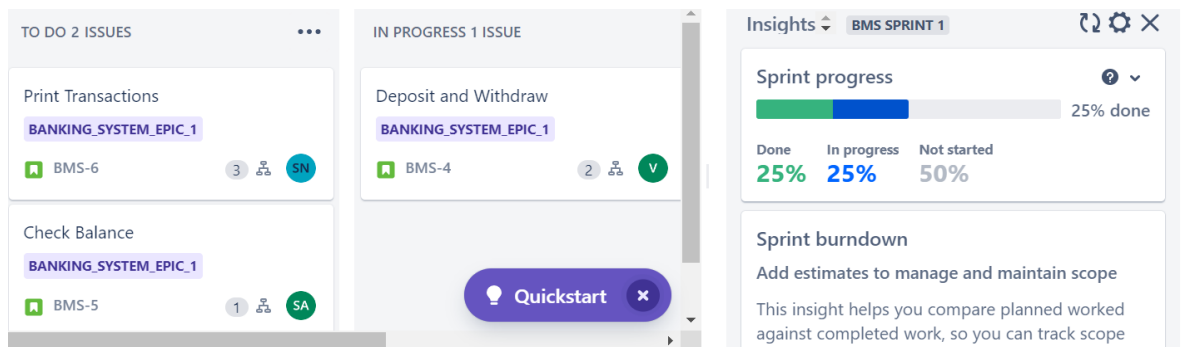 TO DO 2 ISSUES
Print Transactions
BANKING_SYSTEM_EPIC_1
BMS-6
3
SN
Check Balance
BANKING_SYSTEM_EPIC_1
BMS-5
1
SA
IN PROGRESS 1 ISSUE
Deposit and Withdraw
BANKING_SYSTEM_EPIC_1
BMS-4
2
V
Quickstart
Insights BMS SPRINT 1
Sprint progress
25% done
Done In progress Not started
25% 25% 50%
Sprint burndown
Add estimates to manage and maintain scope
This insight helps you compare planned worked
against completed work, so you can track scope